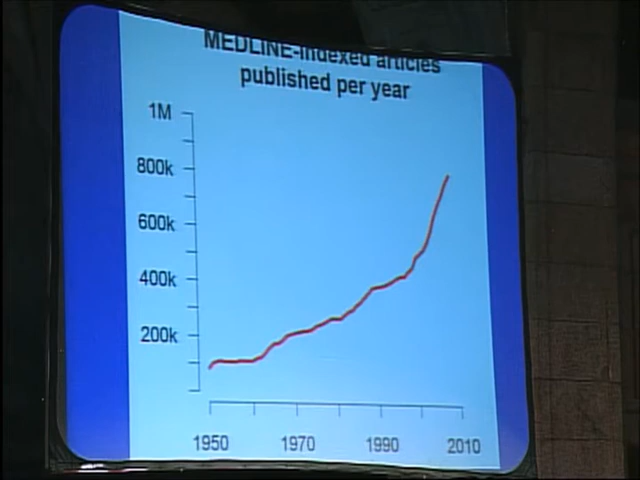 MEDLINE-indexed articles
published per year
1M
800k
600k
400k
200k
1950 1970 1990 2010